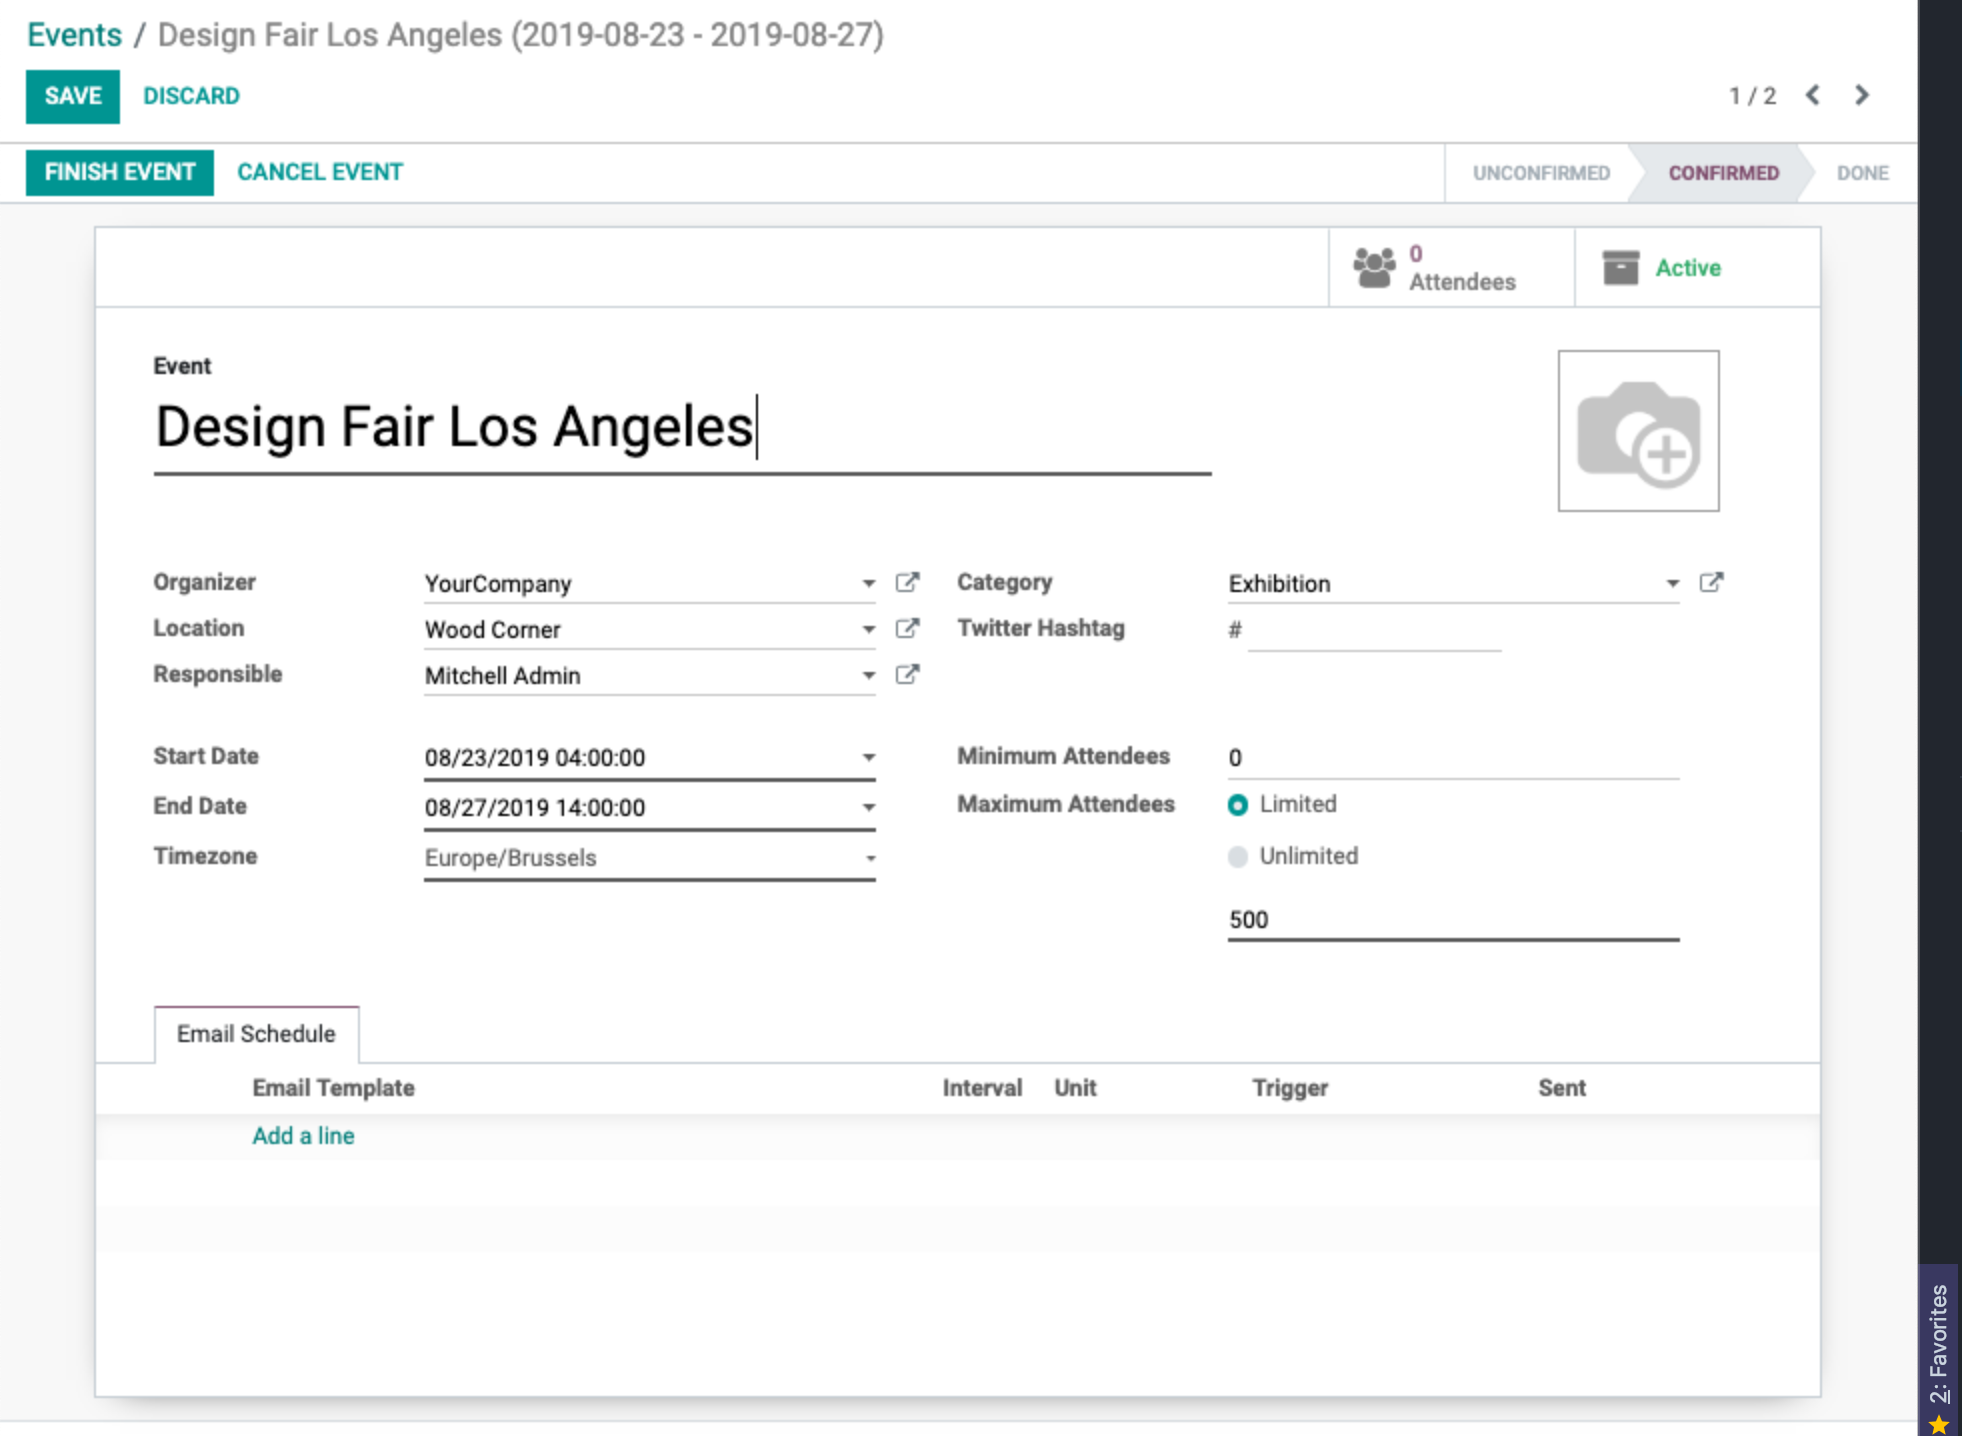 Events / Design Fair Los Angeles (2019-08-23 - 2019-08-27)
SAVE DISCARD 1 / 2
FINISH EVENT CANCEL EVENT UNCONFIRMED CONFIRMED DONE
0
Attendees Active
Event
Design Fair Los Angeles
Organizer YourCompany Category Exhibition
Location Wood Corner Twitter Hashtag #
Responsible Mitchell Admin
Start Date 08/23/2019 04:00:00 Minimum Attendees 0
End Date 08/27/2019 14:00:00 Maximum Attendees Limited
Timezone Europe/Brussels Unlimited
500
Email Schedule
Email Template Interval Unit Trigger Sent
Add a line
2: Favorites